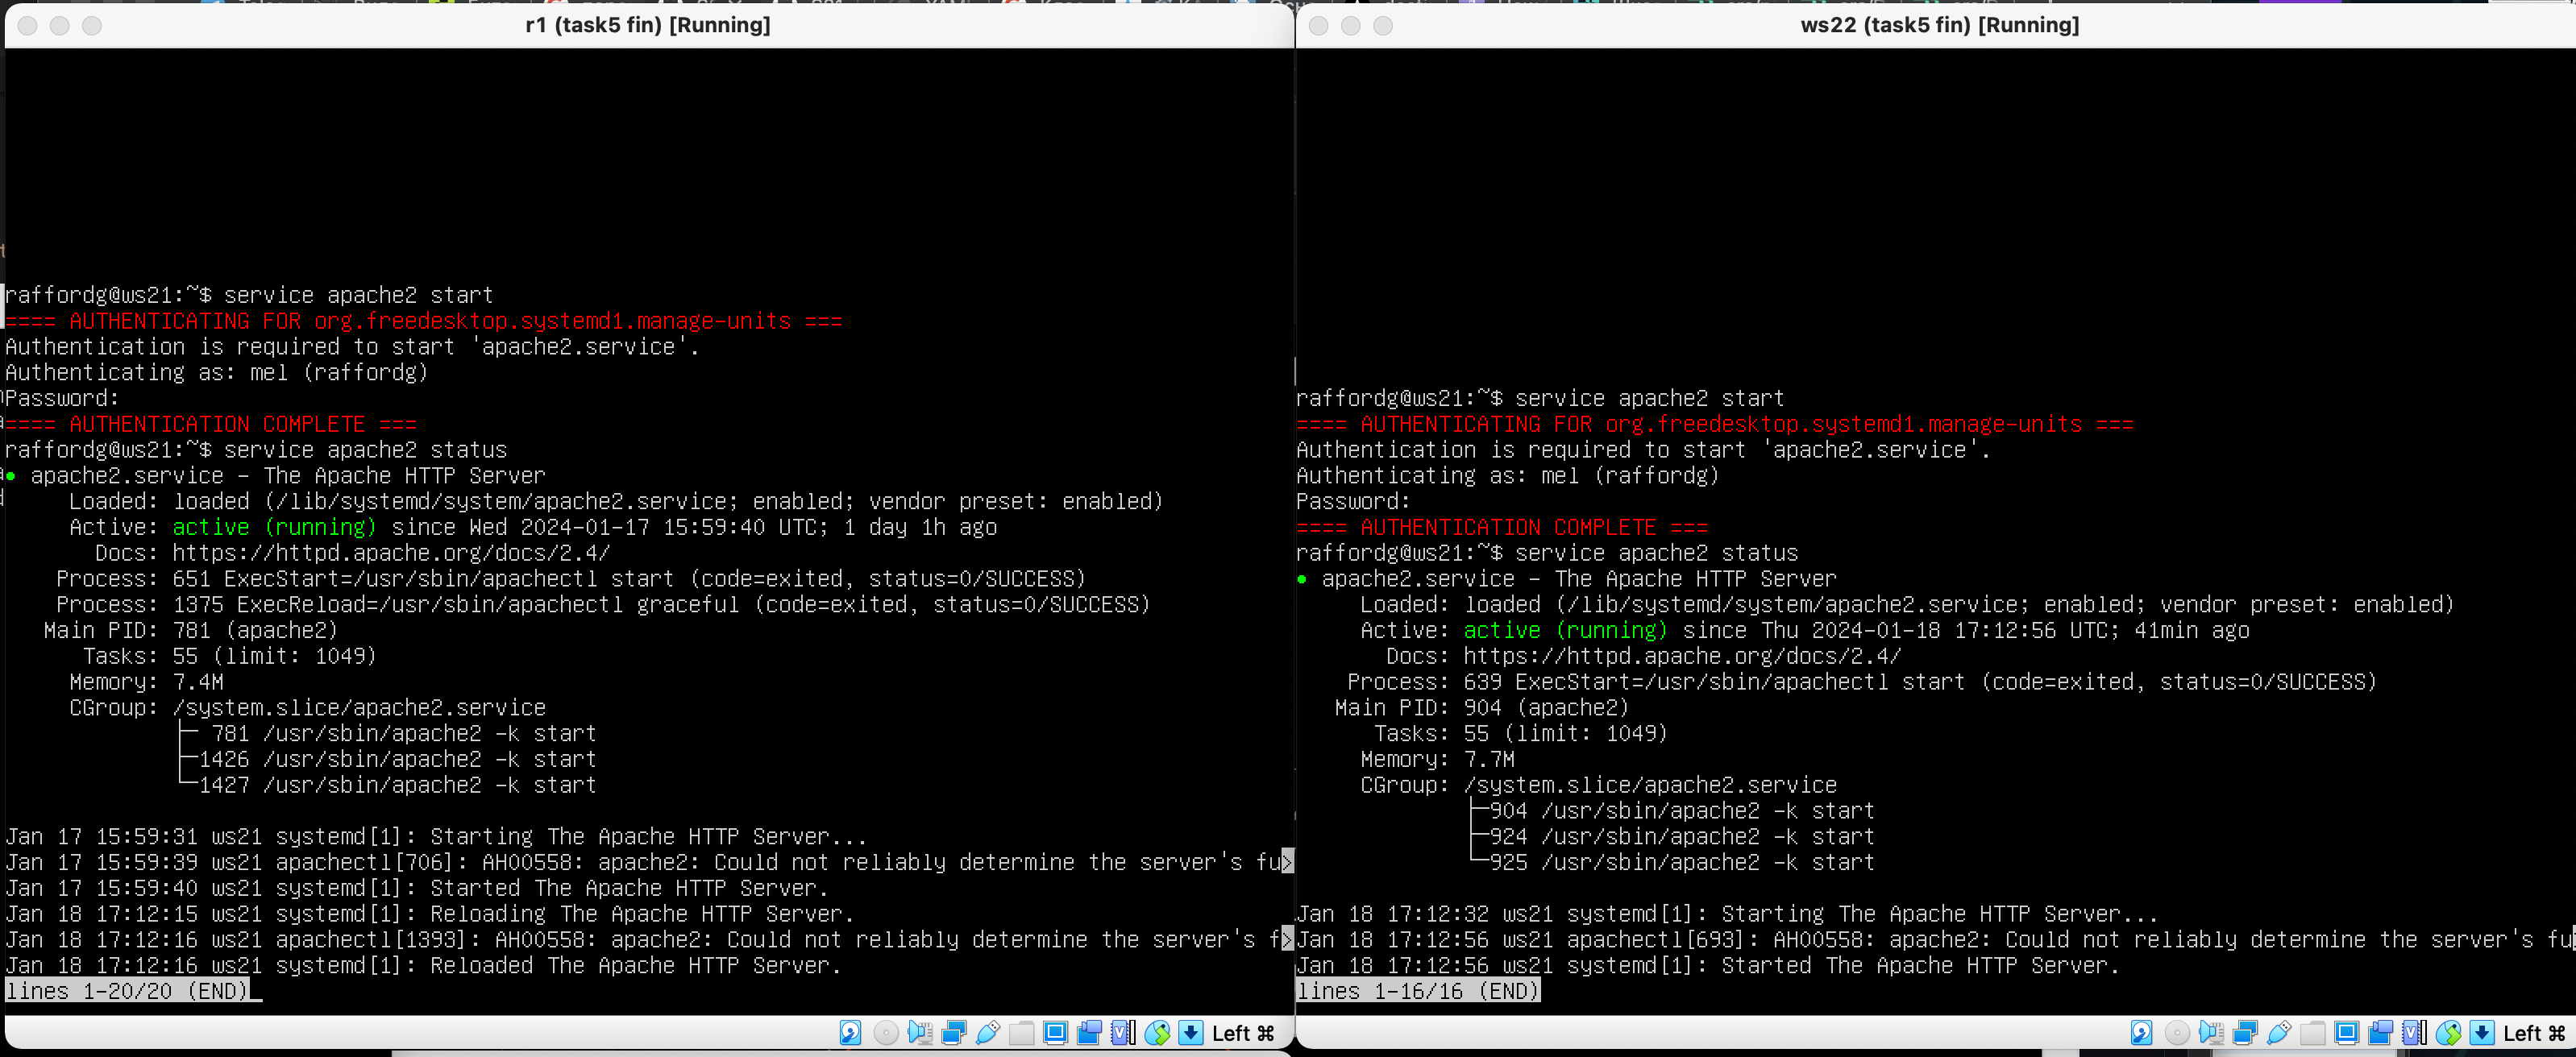 r1 (task5 fin) [Running]
raffordg@ws21:~$ service apache2 start
==== AUTHENTICATING FOR org.freedesktop.systemd1.manage-units ===
Authentication is required to start 'apache2.service'.
Authenticating as: mel (raffordg)
Password:
==== AUTHENTICATION COMPLETE ===
raffordg@ws21:~$ service apache2 status
● apache2.service - The Apache HTTP Server
Loaded: loaded (/lib/systemd/system/apache2.service; enabled; vendor preset: enabled)
Active: active (running) since Wed 2024-01-17 15:59:40 UTC; 1 day 1h ago
Docs: https://httpd.apache.org/docs/2.4/
Process: 651 ExecStart=/usr/sbin/apachectl start (code=exited, status=0/SUCCESS)
Process: 1375 ExecReload=/usr/sbin/apachectl graceful (code=exited, status=0/SUCCESS)
Main PID: 781 (apache2)
Tasks: 55 (limit: 1049)
Memory: 7.4M
CGroup: /system.slice/apache2.service
├─ 781 /usr/sbin/apache2 -k start
├─1426 /usr/sbin/apache2 -k start
└─1427 /usr/sbin/apache2 -k start
Jan 17 15:59:31 ws21 systemd[1]: Starting The Apache HTTP Server...
Jan 17 15:59:39 ws21 apachectl[706]: AH00558: apache2: Could not reliably determine the server's fu>
Jan 17 15:59:40 ws21 systemd[1]: Started The Apache HTTP Server.
Jan 18 17:12:15 ws21 systemd[1]: Reloading The Apache HTTP Server.
Jan 18 17:12:16 ws21 apachectl[1393]: AH00558: apache2: Could not reliably determine the server's f>
Jan 18 17:12:16 ws21 systemd[1]: Reloaded The Apache HTTP Server.
lines 1-20/20 (END)
Left ⌘
ws22 (task5 fin) [Running]
raffordg@ws21:~$ service apache2 start
==== AUTHENTICATING FOR org.freedesktop.systemd1.manage-units ===
Authentication is required to start 'apache2.service'.
Authenticating as: mel (raffordg)
Password:
==== AUTHENTICATION COMPLETE ===
raffordg@ws21:~$ service apache2 status
● apache2.service - The Apache HTTP Server
Loaded: loaded (/lib/systemd/system/apache2.service; enabled; vendor preset: enabled)
Active: active (running) since Thu 2024-01-18 17:12:56 UTC; 41min ago
Docs: https://httpd.apache.org/docs/2.4/
Process: 639 ExecStart=/usr/sbin/apachectl start (code=exited, status=0/SUCCESS)
Main PID: 904 (apache2)
Tasks: 55 (limit: 1049)
Memory: 7.7M
CGroup: /system.slice/apache2.service
├─904 /usr/sbin/apache2 -k start
├─924 /usr/sbin/apache2 -k start
└─925 /usr/sbin/apache2 -k start
Jan 18 17:12:32 ws21 systemd[1]: Starting The Apache HTTP Server...
Jan 18 17:12:56 ws21 apachectl[693]: AH00558: apache2: Could not reliably determine the server's fu
Jan 18 17:12:56 ws21 systemd[1]: Started The Apache HTTP Server.
lines 1-16/16 (END)
Left ⌘